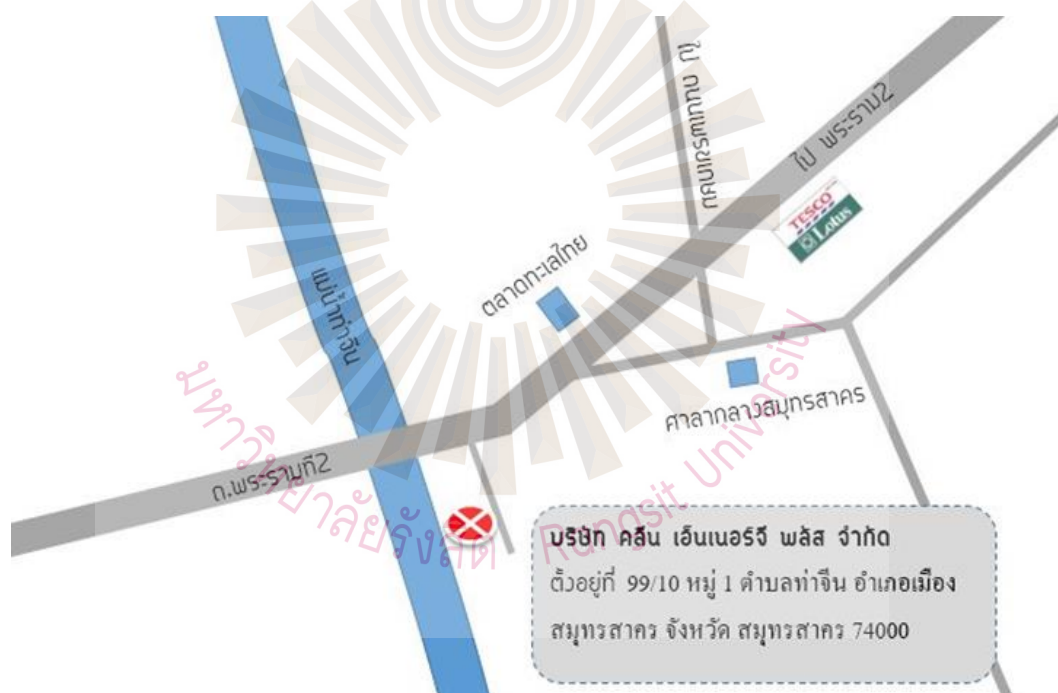 ไป ถนนเพชรเกษม
ไป พระราม2
TESCO
Lotus
ตลาดทะเลไทย
แม่น้ำท่าจีน
ศาลากลางสมุทรสาคร
ถ.พระรามที่2
มหาวิทยาลัยรังสิต Rangsit University
บริษัท คลีน เอ็นเนอร์จี พลัส จำกัด
ตั้วอยู่ที่ 99/10 หมู่ 1 ตำบลท่าจีน อำเภอเมือง
สมุทรสาคร จังหวัด สมุทรสาคร 74000